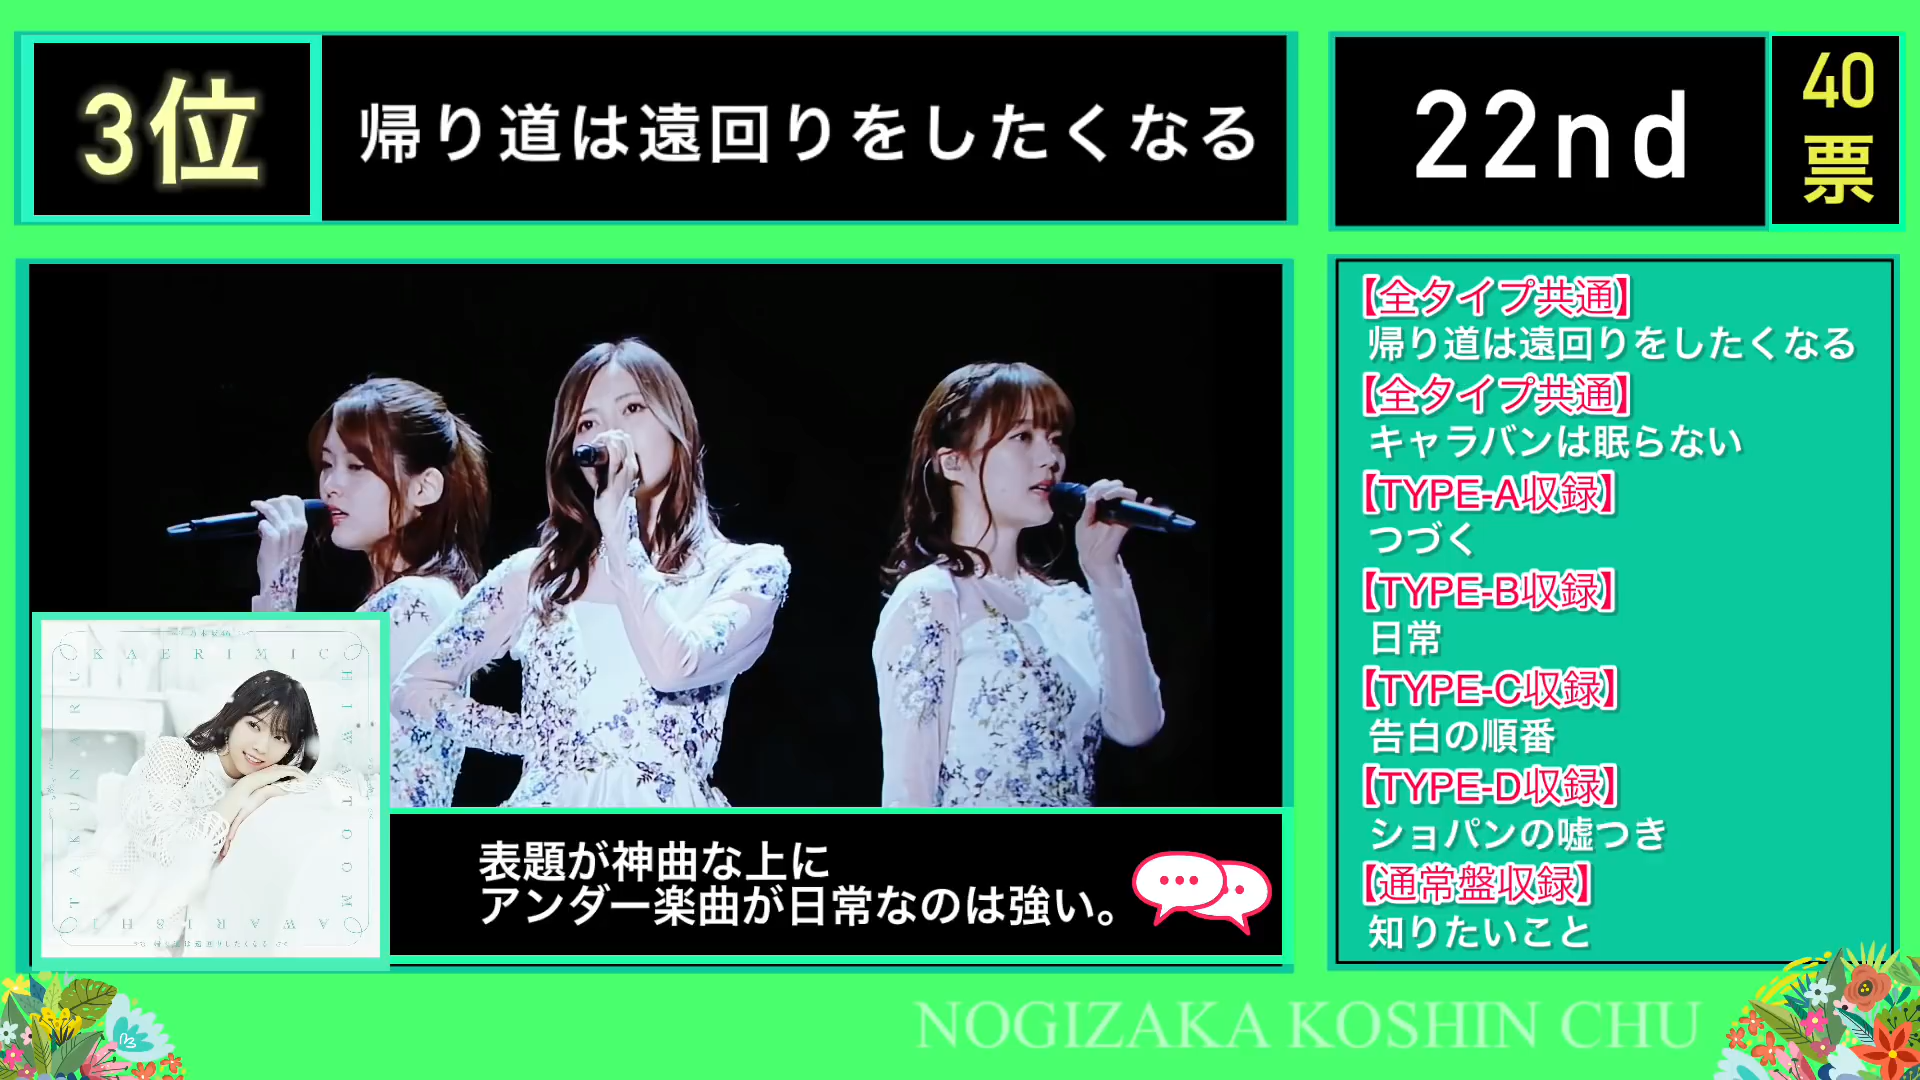 3位
帰り道は遠回りをしたくなる
22nd
40
票
【全タイプ共通】
帰り道は遠回りをしたくなる
【全タイプ共通】
キャラバンは眠らない
【TYPE-A収録】
つづく
【TYPE-B収録】
日常
【TYPE-C収録】
告白の順番
【TYPE-D収録】
ショパンの嘘つき
【通常盤収録】
知りたいこと
KAERIMIC
HIWATOOM
AWARISHJ
TAKUNARU
表題が神曲な上に
アンダー楽曲が日常なのは強い。
NOGIZAKA KOSHIN CHU